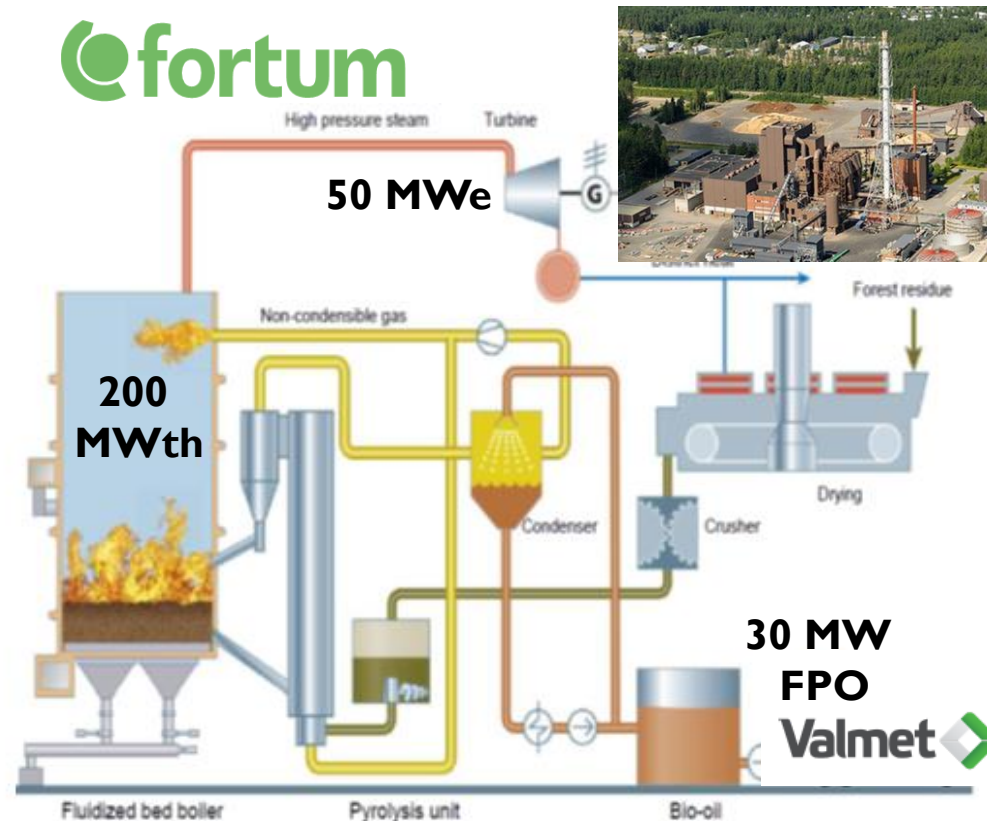 fortum
High pressure steam
Turbine
50 MWe
G
Forest residue
Non-condensible gas
200
MWth
Drying
Condenser
Crusher
30 MW
FPO
Valmet
Fluidized bed boiler
Pyrolysis unit
Bio-oil